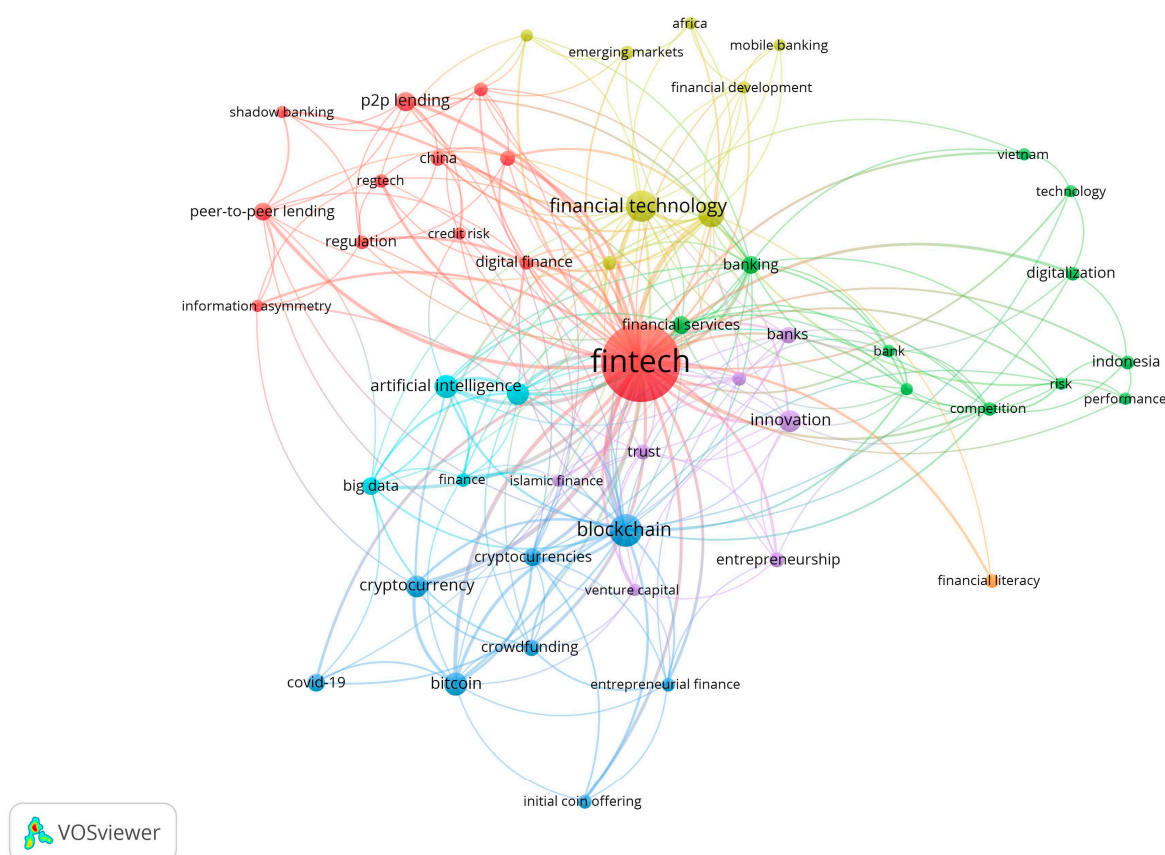 africa
mobile banking
emerging markets
financial development
p2p lending
shadow banking
china
vietnam
regtech
technology
financial technology
peer-to-peer lending
credit risk
regulation
digital finance
banking
digitalization
information asymmetry
financial services
banks
bank
fintech
indonesia
artificial intelligence
risk
performance
competition
innovation
trust
finance
islamic finance
big data
blockchain
cryptocurrencies
entrepreneurship
financial literacy
cryptocurrency
venture capital
crowdfunding
covid-19
bitcoin
entrepreneurial finance
initial coin offering
VOSviewer